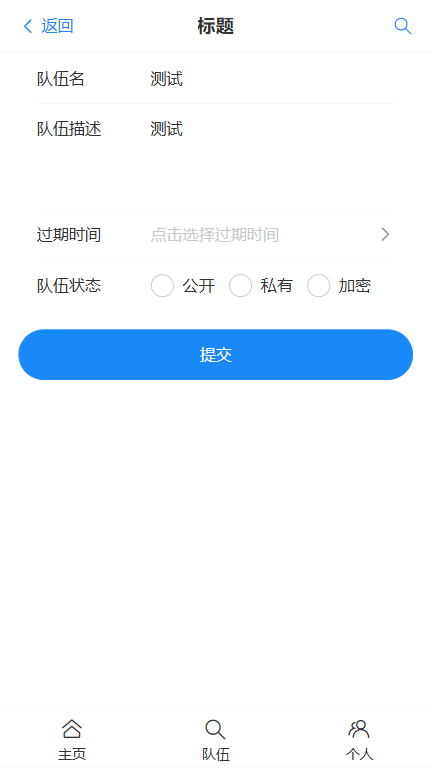 返回 标题
队伍名 测试
队伍描述 测试
过期时间 点击选择过期时间
队伍状态 公开 私有 加密
提交
主页 队伍 个人